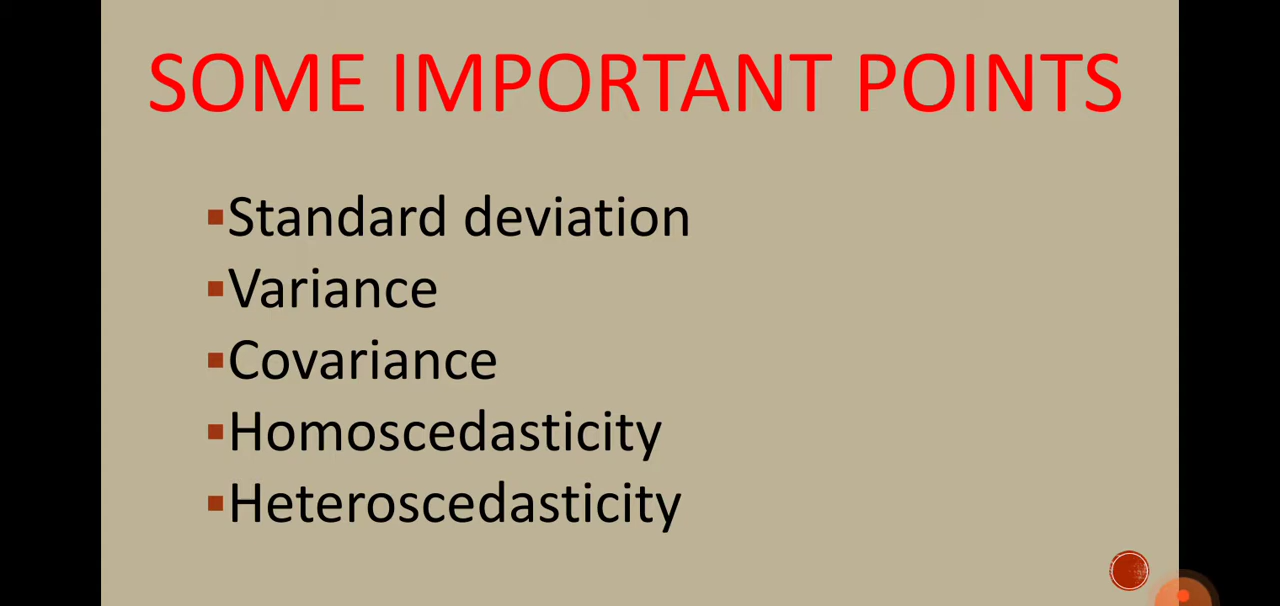 SOME IMPORTANT POINTS
▪Standard deviation
▪Variance
▪Covariance
▪Homoscedasticity
▪Heteroscedasticity